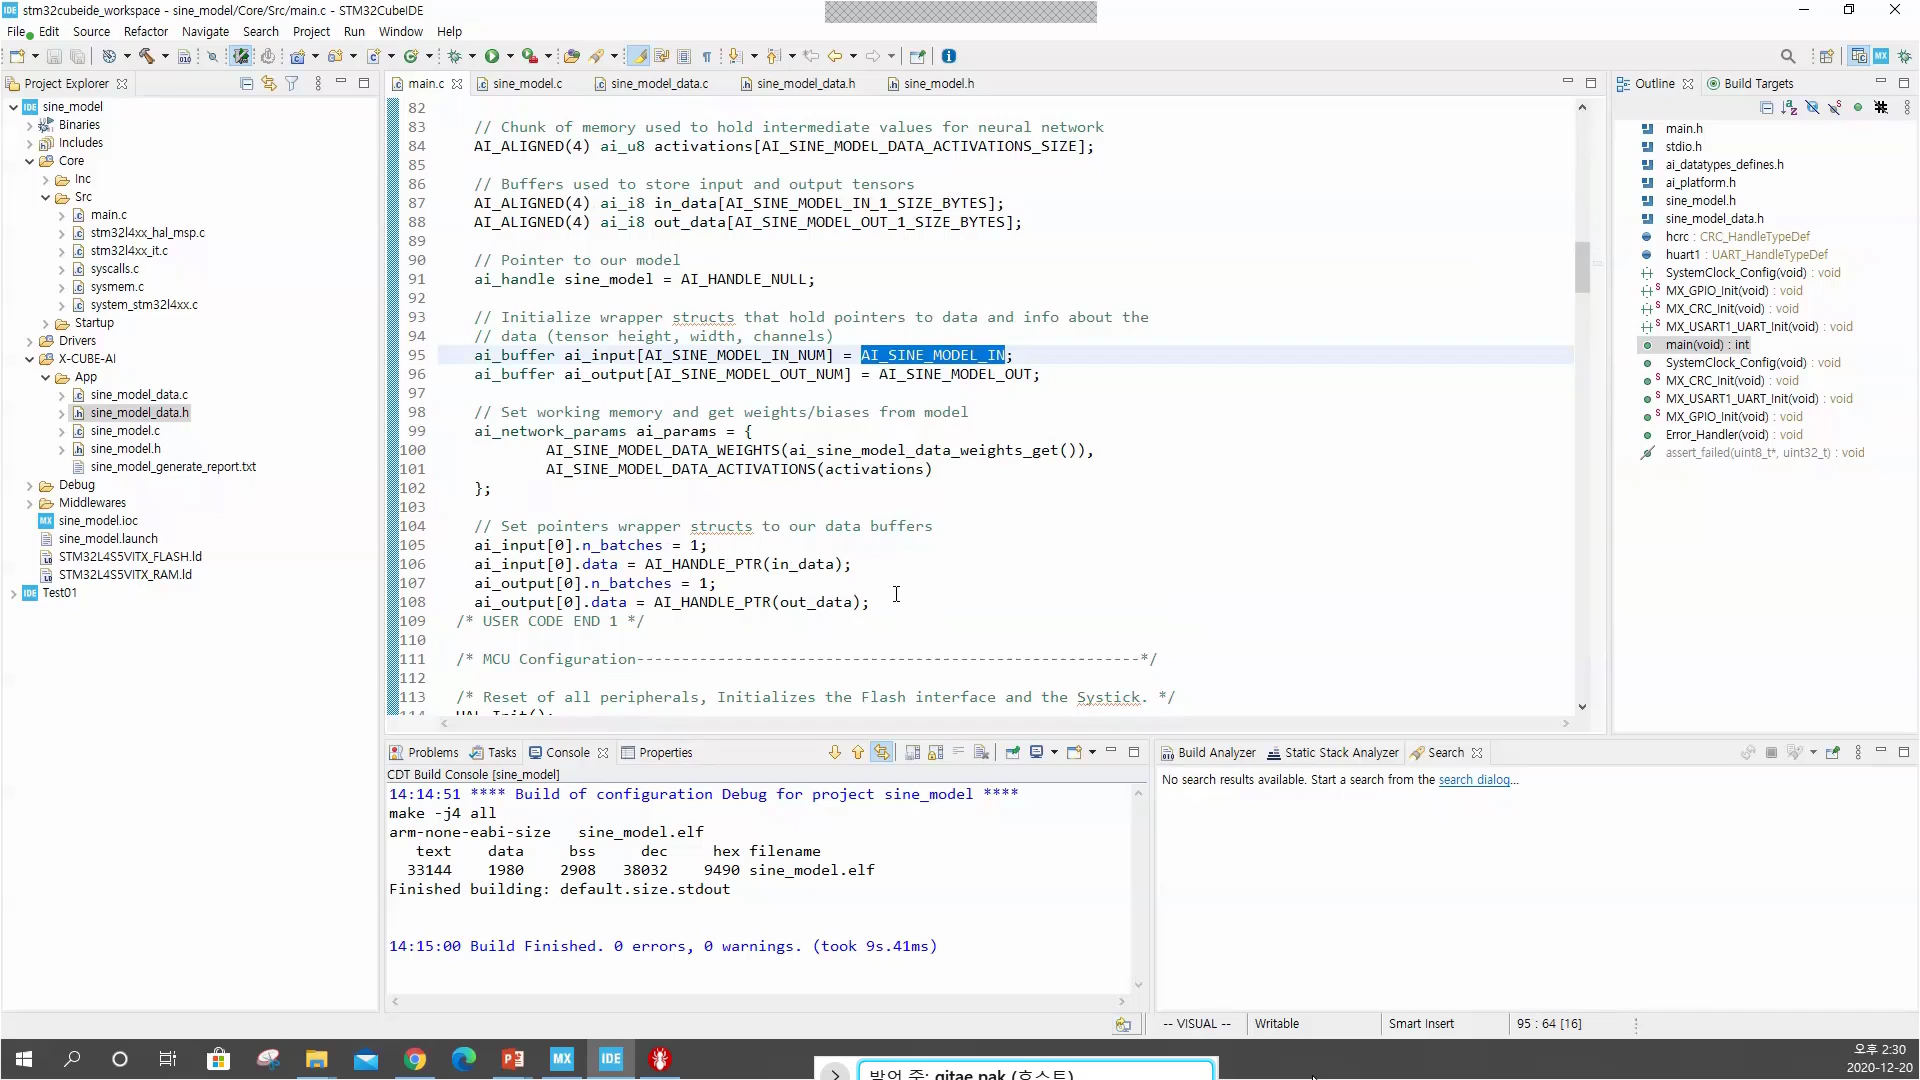 stm32cubeide_workspace - sine_model/Core/Src/main.c - STM32CubeIDE
File Edit Source Refactor Navigate Search Project Run Window Help
Project Explorer
sine_model
Binaries
Includes
Core
Inc
Src
main.c
stm32l4xx_hal_msp.c
stm32l4xx_it.c
syscalls.c
sysmem.c
system_stm32l4xx.c
Startup
Drivers
X-CUBE-AI
App
sine_model_data.c
sine_model_data.h
sine_model.c
sine_model.h
sine_model_generate_report.txt
Debug
Middlewares
sine_model.ioc
sine_model.launch
STM32L4S5VITX_FLASH.ld
STM32L4S5VITX_RAM.ld
Test01
main.c sine_model.c sine_model_data.c sine_model_data.h sine_model.h
82
83 // Chunk of memory used to hold intermediate values for neural network
84 AI_ALIGNED(4) ai_u8 activations[AI_SINE_MODEL_DATA_ACTIVATIONS_SIZE];
85
86 // Buffers used to store input and output tensors
87 AI_ALIGNED(4) ai_i8 in_data[AI_SINE_MODEL_IN_1_SIZE_BYTES];
88 AI_ALIGNED(4) ai_i8 out_data[AI_SINE_MODEL_OUT_1_SIZE_BYTES];
89
90 // Pointer to our model
91 ai_handle sine_model = AI_HANDLE_NULL;
92
93 // Initialize wrapper structs that hold pointers to data and info about the
94 // data (tensor height, width, channels)
95 ai_buffer ai_input[AI_SINE_MODEL_IN_NUM] = AI_SINE_MODEL_IN;
96 ai_buffer ai_output[AI_SINE_MODEL_OUT_NUM] = AI_SINE_MODEL_OUT;
97
98 // Set working memory and get weights/biases from model
99 ai_network_params ai_params = {
100 AI_SINE_MODEL_DATA_WEIGHTS(ai_sine_model_data_weights_get()),
101 AI_SINE_MODEL_DATA_ACTIVATIONS(activations)
102 };
103
104 // Set pointers wrapper structs to our data buffers
105 ai_input[0].n_batches = 1;
106 ai_input[0].data = AI_HANDLE_PTR(in_data);
107 ai_output[0].n_batches = 1;
108 ai_output[0].data = AI_HANDLE_PTR(out_data);
109 /* USER CODE END 1 */
110
111 /* MCU Configuration--------------------------------------------------------*/
112
113 /* Reset of all peripherals, Initializes the Flash interface and the Systick. */
114 HAL_Init();
Outline Build Targets
main.h
stdio.h
ai_datatypes_defines.h
ai_platform.h
sine_model.h
sine_model_data.h
hcrc : CRC_HandleTypeDef
huart1 : UART_HandleTypeDef
SystemClock_Config(void) : void
MX_GPIO_Init(void) : void
MX_CRC_Init(void) : void
MX_USART1_UART_Init(void) : void
main(void) : int
SystemClock_Config(void) : void
MX_CRC_Init(void) : void
MX_USART1_UART_Init(void) : void
MX_GPIO_Init(void) : void
Error_Handler(void) : void
assert_failed(uint8_t*, uint32_t) : void
Problems Tasks Console Properties
CDT Build Console [sine_model]
14:14:51 **** Build of configuration Debug for project sine_model ****
make -j4 all
arm-none-eabi-size sine_model.elf
text data bss dec hex filename
33144 1980 2908 38032 9490 sine_model.elf
Finished building: default.size.stdout
14:15:00 Build Finished. 0 errors, 0 warnings. (took 9s.41ms)
Build Analyzer Static Stack Analyzer Search
No search results available. Start a search from the search dialog...
-- VISUAL -- Writable Smart Insert 95 : 64 [16]
발언 중: gitae pak (호스트)
오후 2:30
2020-12-20